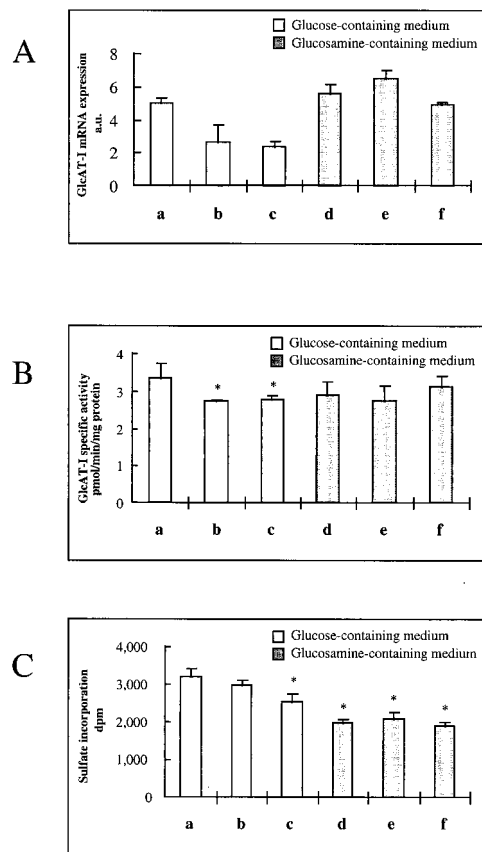 A
Glucose-containing medium
Glucosamine-containing medium
GlcAT-I mRNA expression
a.u.
8
6
4
2
0
a b c d e f
B
Glucose-containing medium
Glucosamine-containing medium
GlcAT-I specific activity
pmol/min/mg protein
4
3
2
1
0
* *
a b c d e f
C
Glucose-containing medium
Glucosamine-containing medium
Sulfate incorporation
dpm
4,000
3,000
2,000
1,000
0
* * * *
a b c d e f